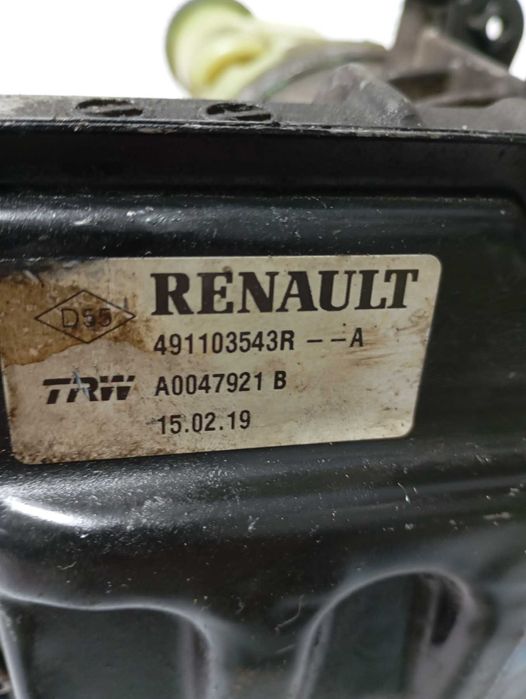 RENAULT
D55
491103543R -- A
TRW A0047921 B
15.02.19